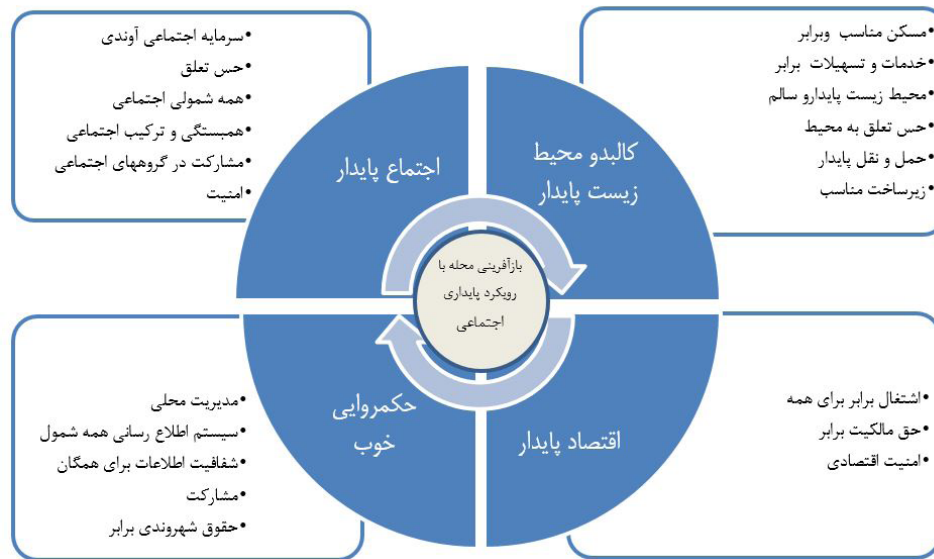 •مسکن مناسب وبرابر
•خدمات و تسهیلات برابر
•محیط زیست پایدارو سالم
•حس تعلق به محیط
•حمل و نقل پایدار
•زیرساخت مناسب
•سرمایه اجتماعی آوندی
•حس تعلق
•همه شمولی اجتماعی
•همبستگی و ترکیب اجتماعی
•مشارکت در گروههای اجتماعی
•امنیت
کالبدو محیط
زیست پایدار
اجتماع پایدار
بازآفرینی محله با
رویکرد پایداری
اجتماعی
اقتصاد پایدار
حکمروایی
خوب
•اشتغال برابر برای همه
•حق مالکیت برابر
•امنیت اقتصادی
•مدیریت محلی
•سیستم اطلاع رسانی همه شمول
•شفافیت اطلاعات برای همگان
•مشارکت
•حقوق شهروندی برابر